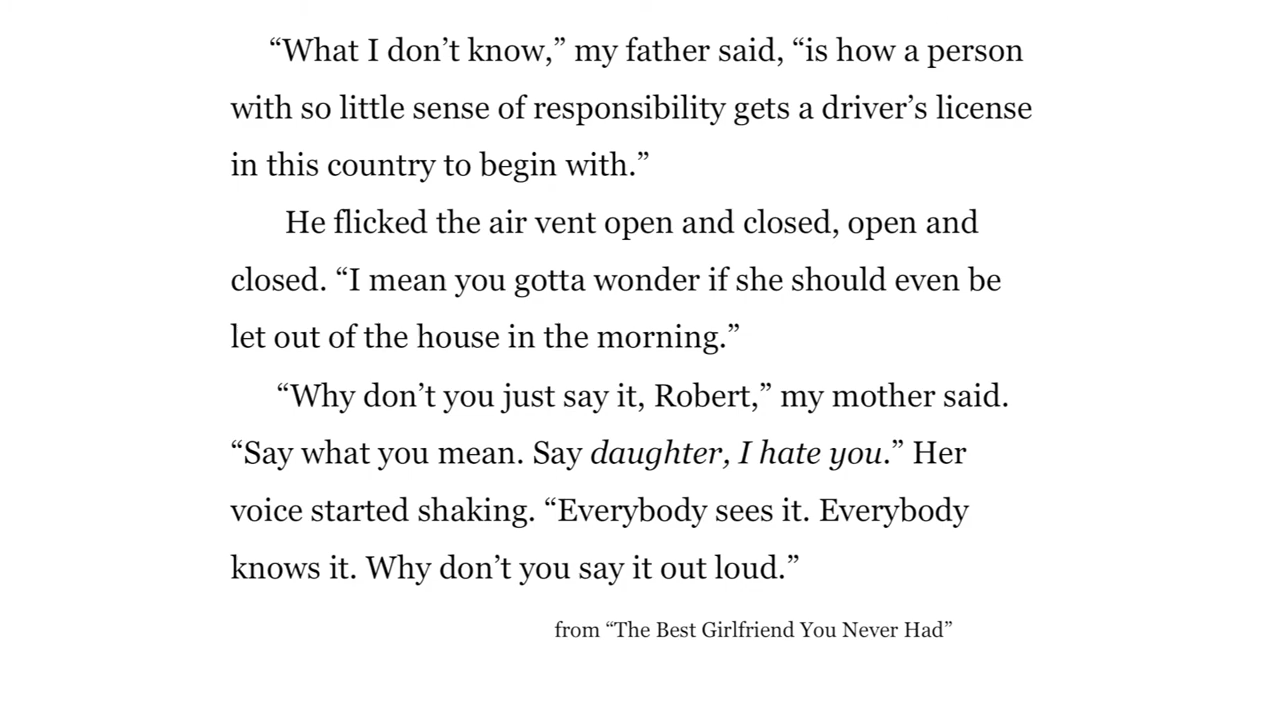 “What I don’t know,” my father said, “is how a person
with so little sense of responsibility gets a driver’s license
in this country to begin with.”
He flicked the air vent open and closed, open and
closed. “I mean you gotta wonder if she should even be
let out of the house in the morning.”
“Why don’t you just say it, Robert,” my mother said.
“Say what you mean. Say daughter, I hate you.” Her
voice started shaking. “Everybody sees it. Everybody
knows it. Why don’t you say it out loud.”
from “The Best Girlfriend You Never Had”